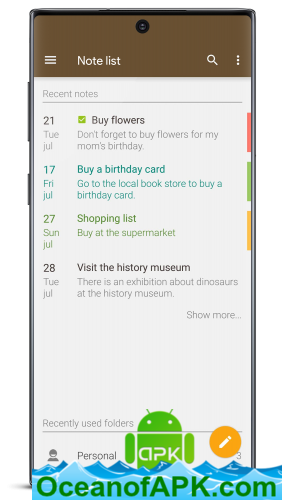 Note list
Recent notes
21
Tue
jul
Buy flowers
Don't forget to buy flowers for my
mom's birthday.
17
Fri
jul
Buy a birthday card
Go to the local book store to buy a
birthday card.
27
Sun
jul
Shopping list
Buy at the supermarket
28
Tue
jul
Visit the history museum
There is an exhibition about dinosaurs
at the history museum.
Show more...
Recently used folders
Personal
3
APK
OceanofAPK.com